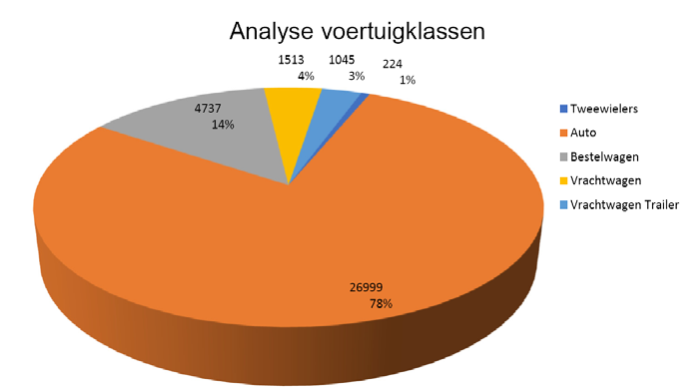 Analyse voertuigklassen
1513
4%
1045
3%
224
1%
4737
14%
26999
78%
Tweewielers
Auto
Bestelwagen
Vrachtwagen
Vrachtwagen Trailer